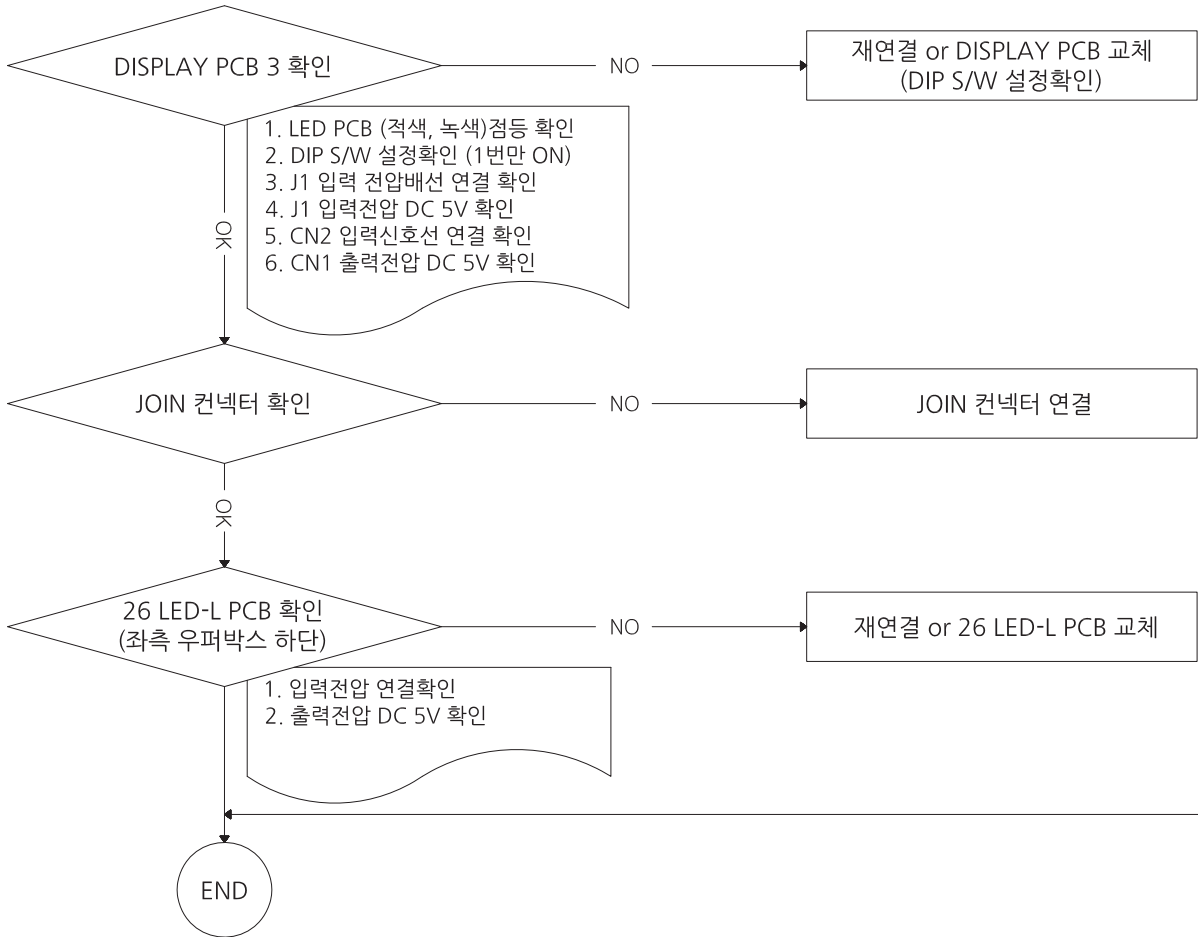 DISPLAY PCB 3 확인
NO
재연결 or DISPLAY PCB 교체
(DIP S/W 설정확인)
1. LED PCB (적색, 녹색)점등 확인
2. DIP S/W 설정확인 (1번만 ON)
3. J1 입력 전압배선 연결 확인
4. J1 입력전압 DC 5V 확인
5. CN2 입력신호선 연결 확인
6. CN1 출력전압 DC 5V 확인
OK
JOIN 컨넥터 확인
NO
JOIN 컨넥터 연결
OK
26 LED-L PCB 확인
(좌측 우퍼박스 하단)
NO
재연결 or 26 LED-L PCB 교체
1. 입력전압 연결확인
2. 출력전압 DC 5V 확인
END